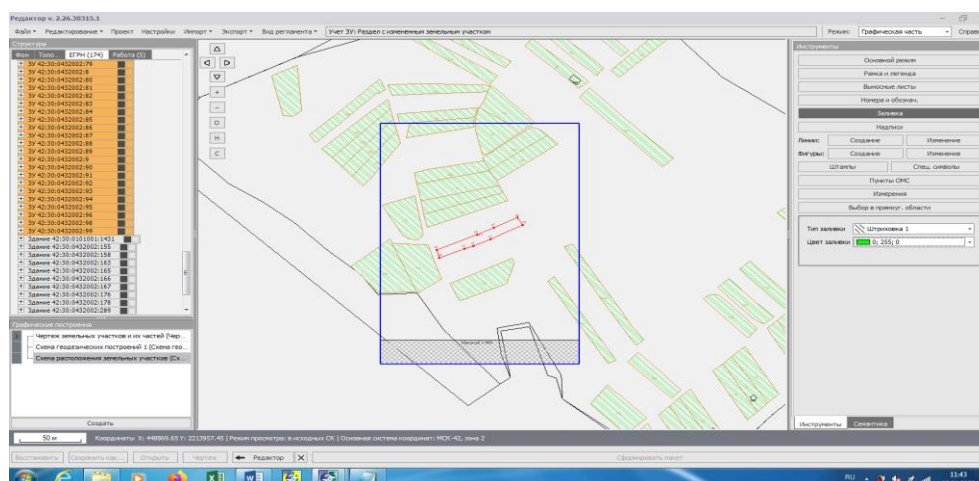 Редактор v. 2.26.30315.1
Файл Редактирование Проект Настройки Импорт Экспорт Вид регламента Учет ЗУ: Раздел с измененным земельным участком Режим: Графическая часть Справ
Структура
Фон Топо... ЕГРН (174) Работа (5)
ЗУ 42:30:0432002:79
ЗУ 42:30:0432002:8
ЗУ 42:30:0432002:80
ЗУ 42:30:0432002:81
ЗУ 42:30:0432002:82
ЗУ 42:30:0432002:83
ЗУ 42:30:0432002:84
ЗУ 42:30:0432002:85
ЗУ 42:30:0432002:86
ЗУ 42:30:0432002:87
ЗУ 42:30:0432002:88
ЗУ 42:30:0432002:89
ЗУ 42:30:0432002:9
ЗУ 42:30:0432002:90
ЗУ 42:30:0432002:91
ЗУ 42:30:0432002:92
ЗУ 42:30:0432002:93
ЗУ 42:30:0432002:94
ЗУ 42:30:0432002:95
ЗУ 42:30:0432002:96
ЗУ 42:30:0432002:98
ЗУ 42:30:0432002:99
Здание 42:30:0101001:1431
Здание 42:30:0432002:155
Здание 42:30:0432002:158
Здание 42:30:0432002:163
Здание 42:30:0432002:165
Здание 42:30:0432002:166
Здание 42:30:0432002:167
Здание 42:30:0432002:176
Здание 42:30:0432002:178
Здание 42:30:0432002:289
Графические построения
Чертеж земельных участков и их частей (Чер...
Схема геодезических построений 1 (Схема гео...
Схема расположения земельных участков (Сх...
Создать
Н
С
Инструменты
Основной режим
Рамка и легенда
Выносные листы
Номера и обознач.
Заливка
Надписи
Линии: Создание Изменение
Фигуры: Создание Изменение
Штампы Спец. символы
Пункты ОМС
Измерения
Выбор в прямоуг. области
Тип заливки Штриховка 1
Цвет заливки 0; 255; 0
Инструменты Семантика
50 м Координаты X: 448869.65 Y: 2213957.45 | Режим просмотра: в исходных СК | Основная система координат: МСК-42, зона 2
Восстановить Сохранить как... Открыть Чертеж Редактор X Сформировать пакет
RU 11:43